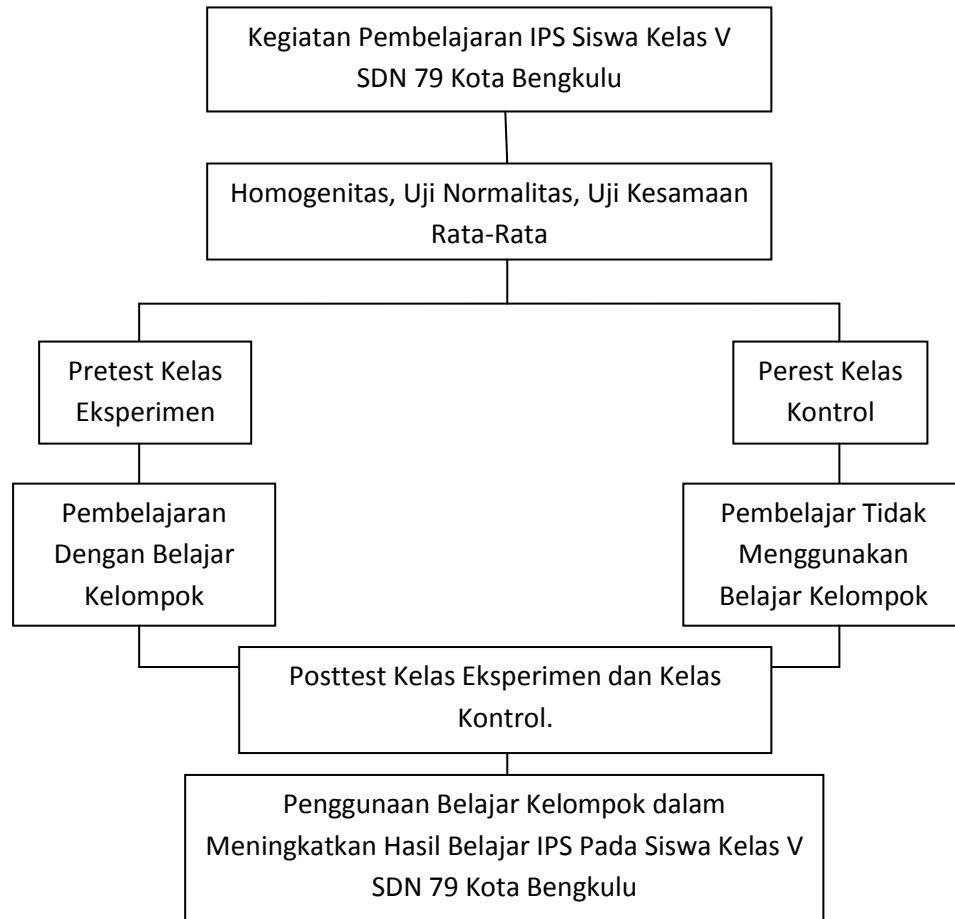 Kegiatan Pembelajaran IPS Siswa Kelas V
SDN 79 Kota Bengkulu
Homogenitas, Uji Normalitas, Uji Kesamaan
Rata-Rata
Pretest Kelas
Eksperimen
Perest Kelas
Kontrol
Pembelajaran
Dengan Belajar
Kelompok
Pembelajar Tidak
Menggunakan
Belajar Kelompok
Posttest Kelas Eksperimen dan Kelas
Kontrol.
Penggunaan Belajar Kelompok dalam
Meningkatkan Hasil Belajar IPS Pada Siswa Kelas V
SDN 79 Kota Bengkulu